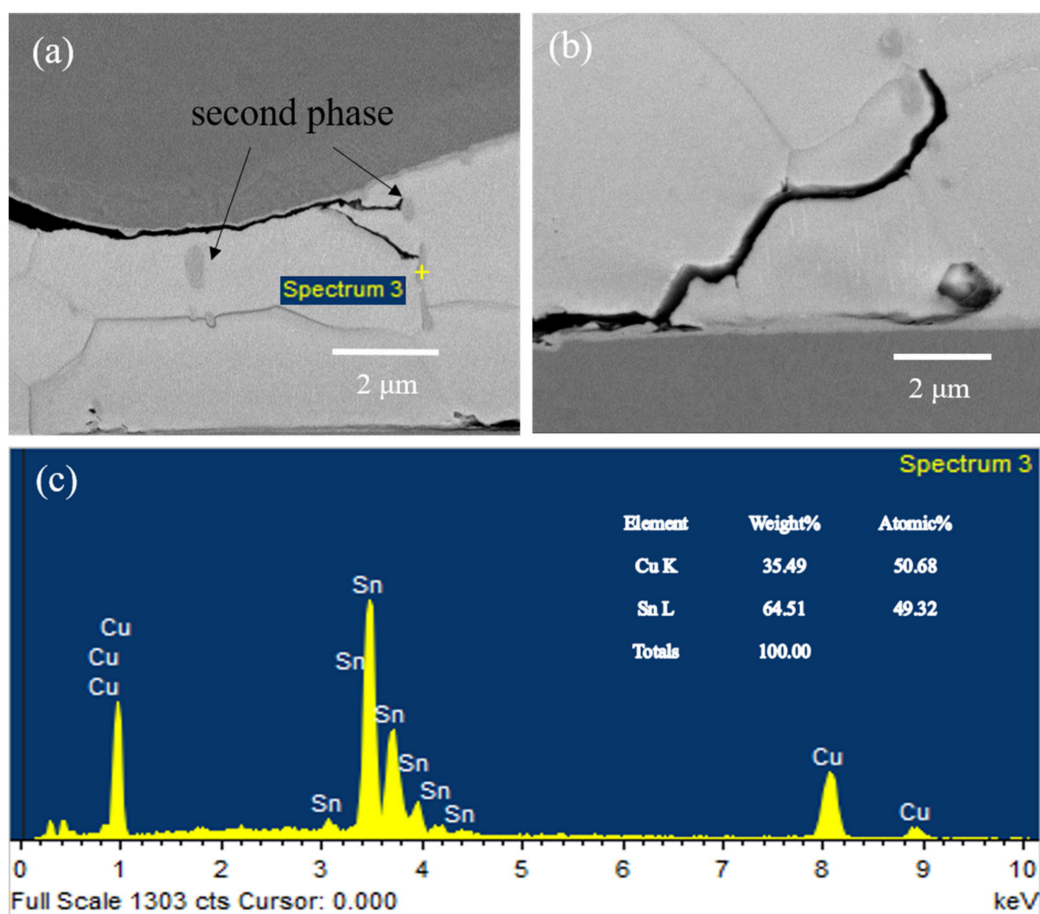 (a)
second phase
Spectrum 3
2 μm
(b)
2 μm
(c)
Spectrum 3
Element Weight% Atomic%
Cu K 35.49 50.68
Sn L 64.51 49.32
Totals 100.00
Cu
Cu
Cu
Sn
Sn
Sn
Sn
Sn
Sn
Sn
Cu
Cu
0 1 2 3 4 5 6 7 8 9 10
Full Scale 1303 cts Cursor: 0.000 keV